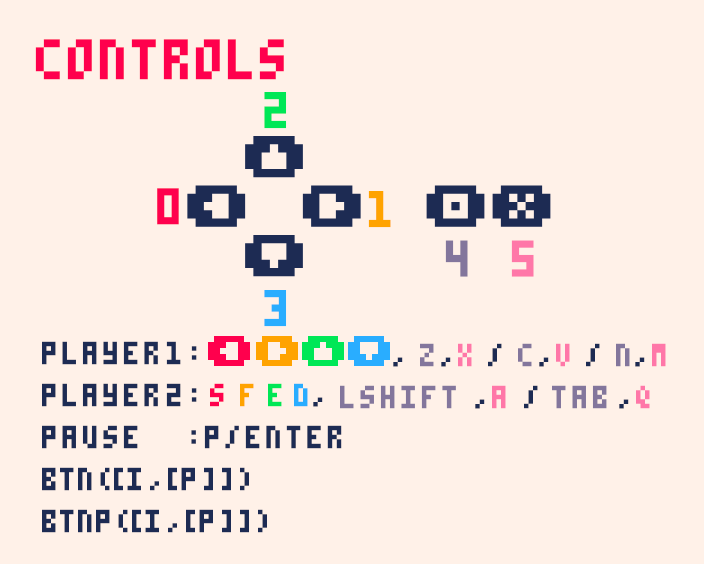 CONTROLS
2
0 1
4 5
3
PLAYER1: , Z,X / C,V / N,M
PLAYER2:S F E D, LSHIFT ,A / TAB ,Q
PAUSE :P/ENTER
BTN([I,[P]])
BTNP([I,[P]])